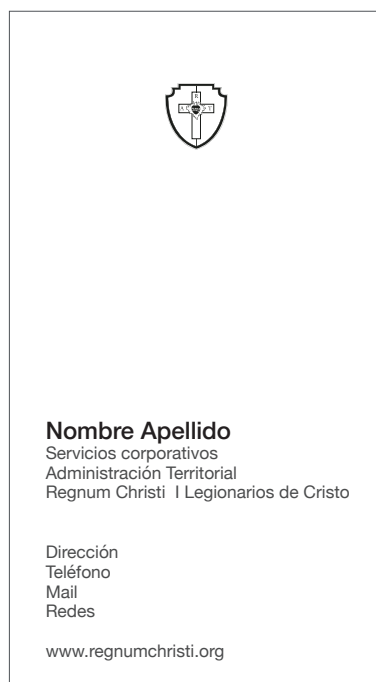 Nombre Apellido
Servicios corporativos
Administración Territorial
Regnum Christi I Legionarios de Cristo
Dirección
Teléfono
Mail
Redes
www.regnumchristi.org